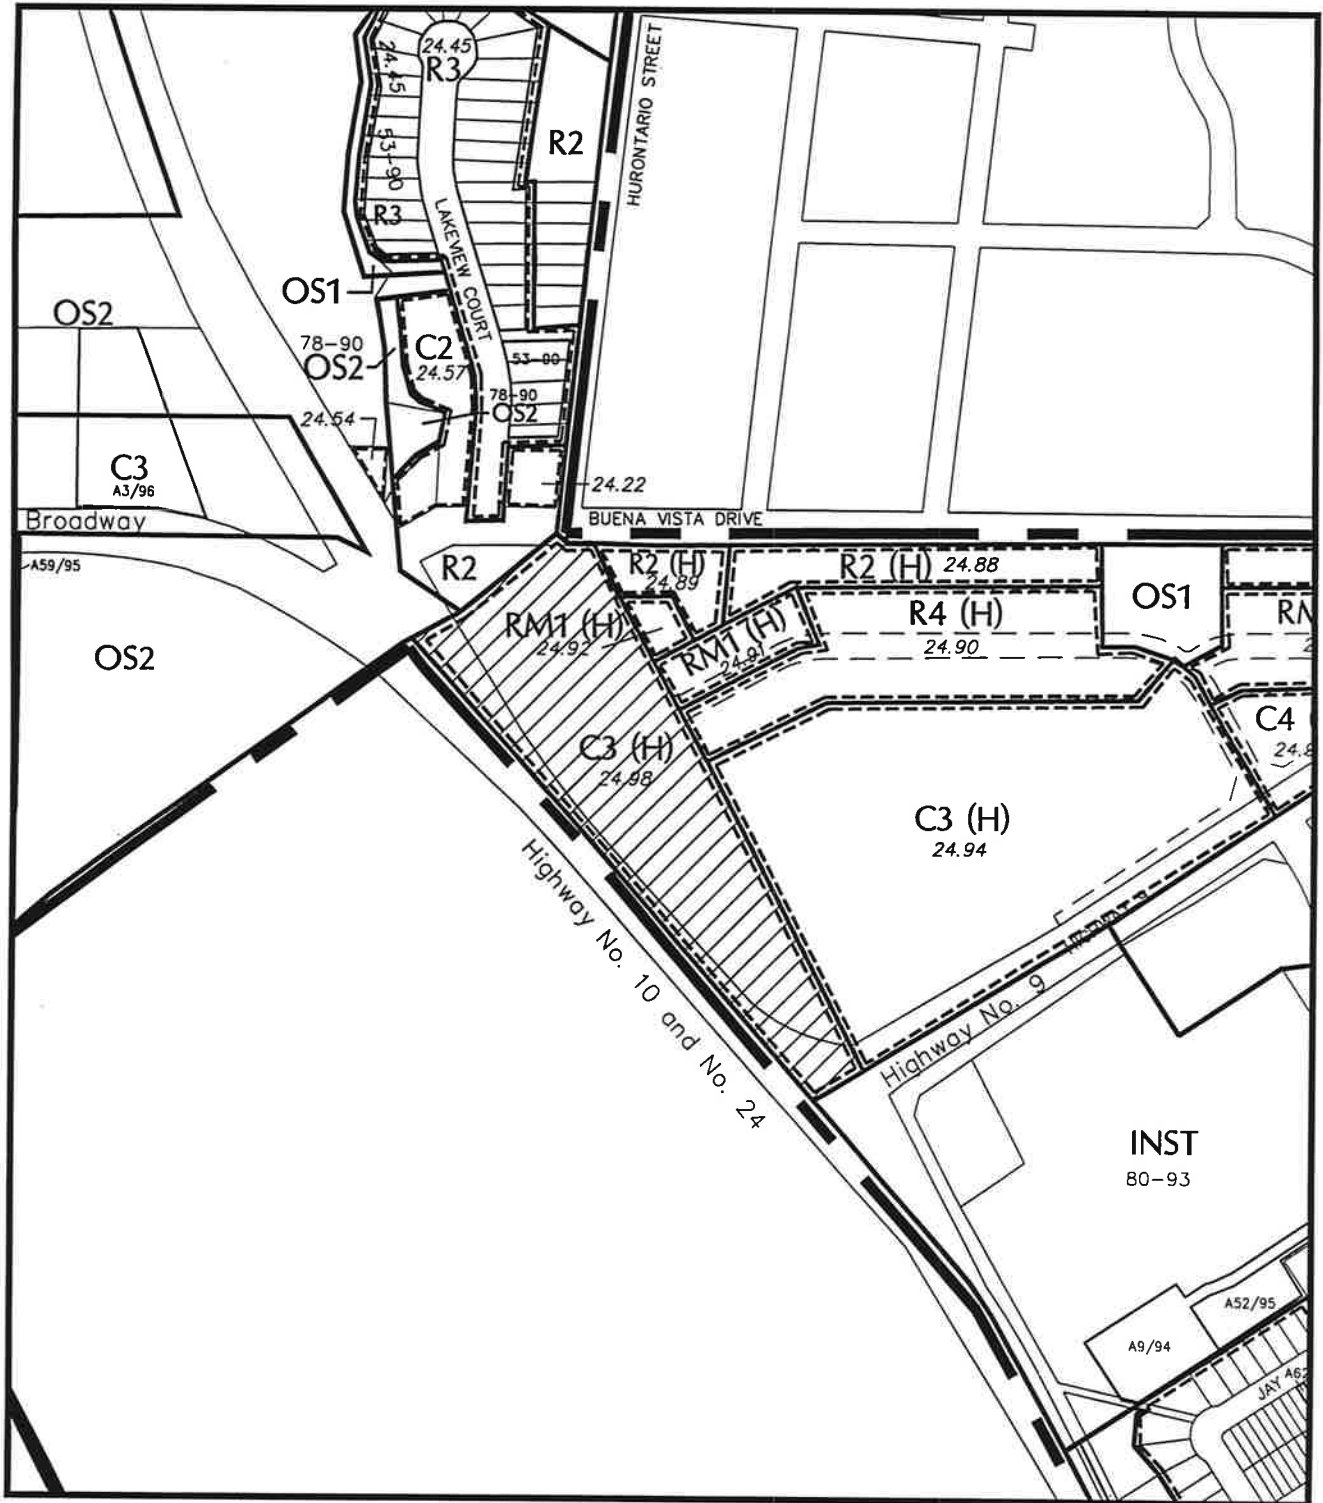 24.45
R3
24.45
53-90
R3
R2
HURONTARIO STREET
LAKEVIEW COURT
OS1
OS2
78-90
OS2
C2
24.57
53-90
78-90
OS2
24.54
C3
A3/96
24.22
Broadway
BUENA VISTA DRIVE
A59/95
R2
R2 (H)
24.89
R2 (H) 24.88
OS1
RM1 (H)
24.92
RM1 (H)
24.91
R4 (H)
24.90
OS2
C4
C3 (H)
24.98
C3 (H)
24.94
Highway No. 10 and No. 24
Highway No. 9
INST
80-93
A52/95
A9/94
JAY